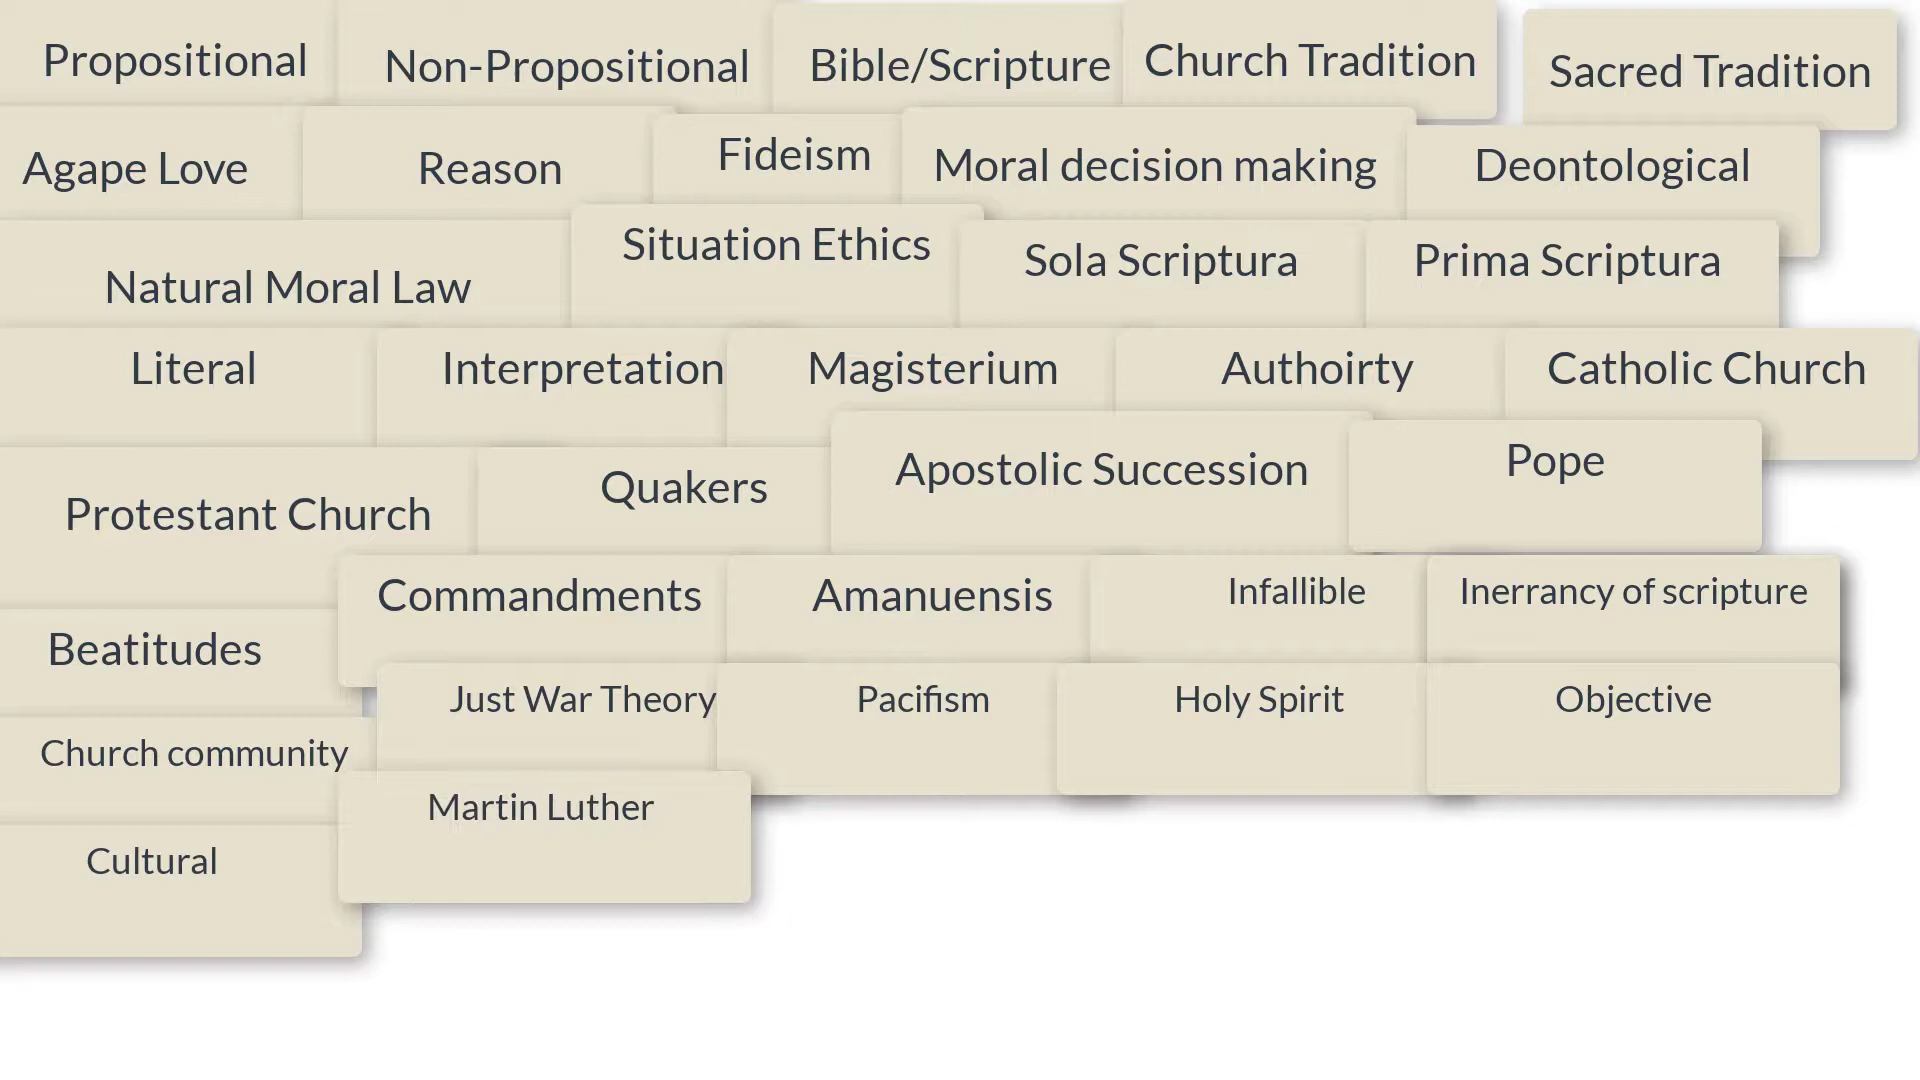 Propositional
Non-Propositional
Bible/Scripture
Church Tradition
Sacred Tradition
Agape Love
Reason
Fideism
Moral decision making
Deontological
Natural Moral Law
Situation Ethics
Sola Scriptura
Prima Scriptura
Literal
Interpretation
Magisterium
Authoirty
Catholic Church
Protestant Church
Quakers
Apostolic Succession
Pope
Beatitudes
Commandments
Amanuensis
Infallible
Inerrancy of scripture
Church community
Just War Theory
Pacifism
Holy Spirit
Objective
Cultural
Martin Luther